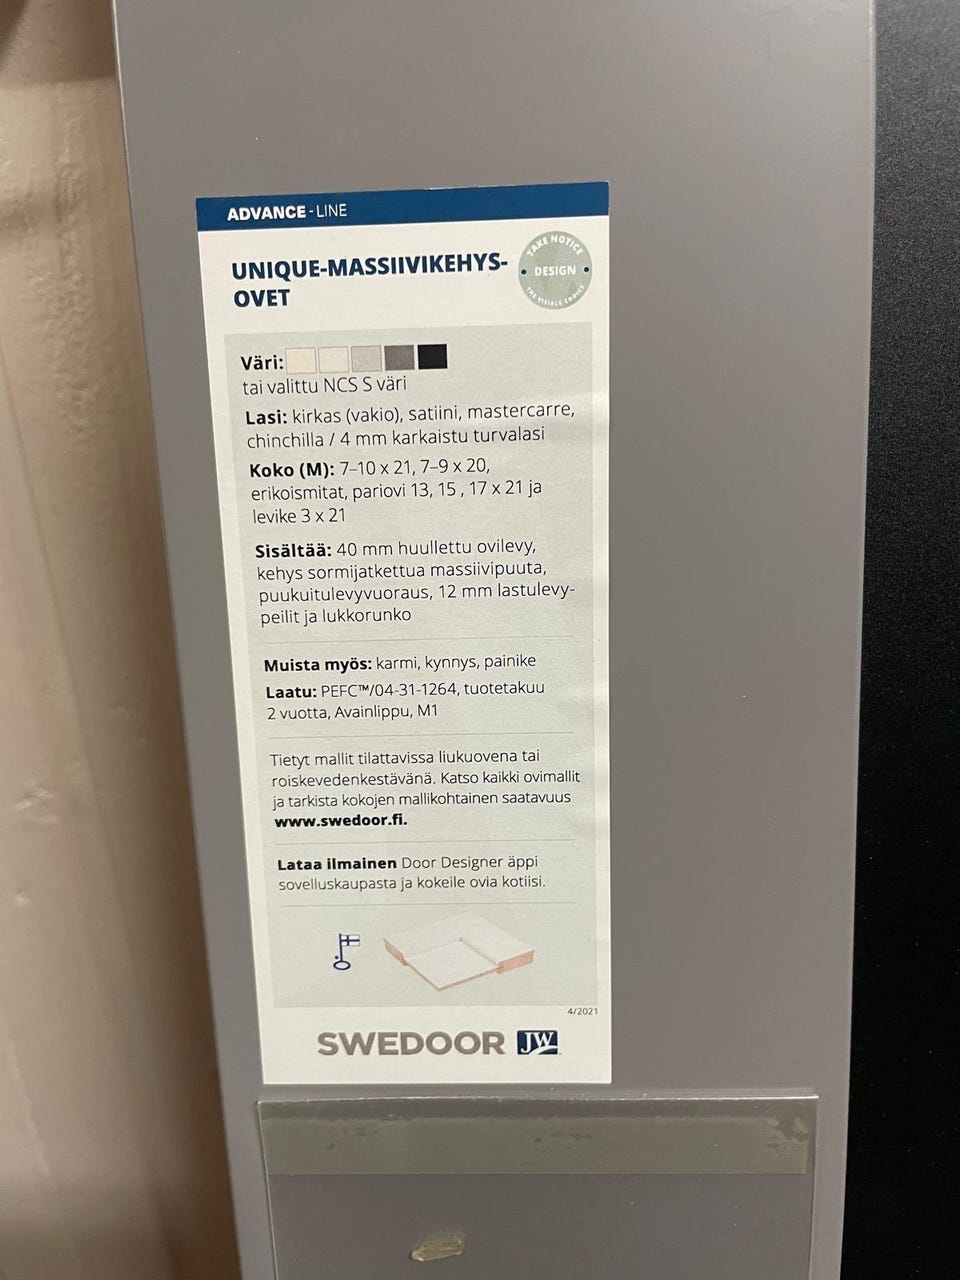 ADVANCE - LINE
UNIQUE-MASSIIVIKEHYS-
OVET
TAKE NOTICE
DESIGN
THE VISIBLE CHOICE
Väri:
tai valittu NCS S väri
Lasi: kirkas (vakio), satiini, mastercarre,
chinchilla / 4 mm karkaistu turvalasi
Koko (M): 7–10 x 21, 7–9 x 20,
erikoismitat, pariovi 13, 15 , 17 x 21 ja
levike 3 x 21
Sisältää: 40 mm huullettu ovilevy,
kehys sormijatkettua massiivipuuta,
puukuitulevyvuoraus, 12 mm lastulevy-
peilit ja lukkorunko
Muista myös: karmi, kynnys, painike
Laatu: PEFC™/04-31-1264, tuotetakuu
2 vuotta, Avainlippu, M1
Tietyt mallit tilattavissa liukuovena tai
roiskevedenkestävänä. Katso kaikki ovimallit
ja tarkista kokojen mallikohtainen saatavuus
www.swedoor.fi.
Lataa ilmainen Door Designer äppi
sovelluskaupasta ja kokeile ovia kotiisi.
4/2021
SWEDOOR JW